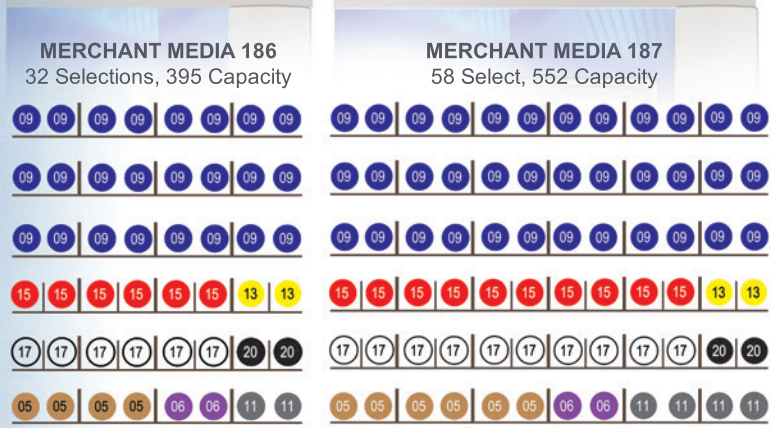 MERCHANT MEDIA 186
32 Selections, 395 Capacity
09 09 09 09 09 09 09 09
09 09 09 09 09 09 09 09
09 09 09 09 09 09 09 09
15 15 15 15 15 15 13 13
17 17 17 17 17 17 20 20
05 05 05 05 06 06 11 11
MERCHANT MEDIA 187
58 Select, 552 Capacity
09 09 09 09 09 09 09 09 09 09 09 09
09 09 09 09 09 09 09 09 09 09 09 09
09 09 09 09 09 09 09 09 09 09 09 09
15 15 15 15 15 15 15 15 15 15 13 13
17 17 17 17 17 17 17 17 17 17 20 20
05 05 05 05 05 05 06 06 11 11 11 11